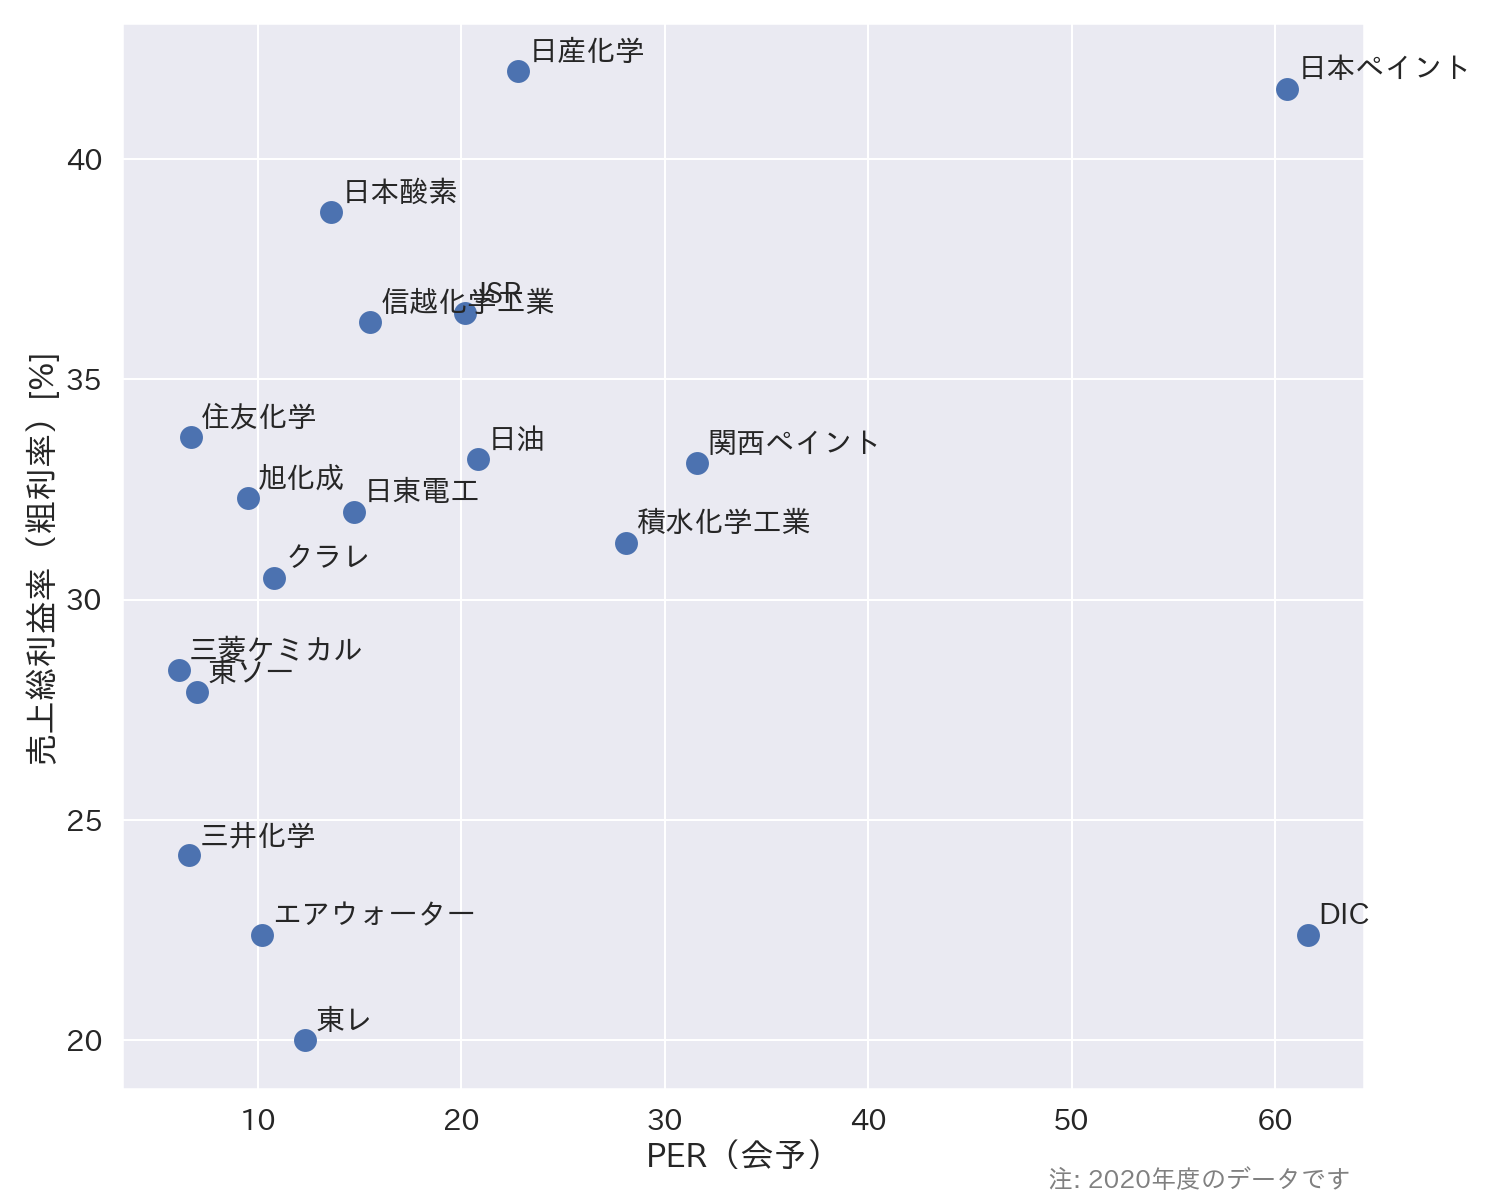 日産化学
日本ペイント
40
日本酸素
JSR
信越化学工業
35
住友化学
日油
関西ペイント
旭化成
日東電工
積水化学工業
クラレ
30
三菱ケミカル
東ソー
25
三井化学
エアウォーター
DIC
東レ
20
売上総利益率（粗利率）[%]
10
20
30
40
50
60
PER（会予）
注: 2020年度のデータです